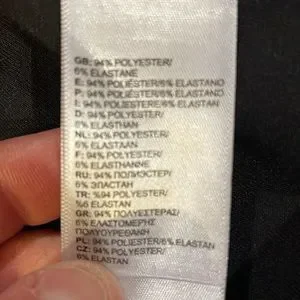 GB: 94% POLYESTER/
6% ELASTANE
E: 94% POLIÉSTER/6% ELASTANO
P: 94% POLIÉSTER/6% ELASTANO
I: 94% POLIESTERE/6% ELASTAN
D: 94% POLYESTER/
6% ELASTHAN
NL: 94% POLYESTER/
6% ELASTAAN
F: 94% POLYESTER/
6% ELASTHANNE
RU: 94% ПОЛИЭСТЕР/
6% ЭЛАСТАН
TR: %94 POLYESTER/
%6 ELASTAN
GR: 94% ΠΟΛΥΕΣΤΕΡΑΣ/
6% ΕΛΑΣΤΟΜΕΡΗΣ
ΠΟΛΥΟΥΡΕΘΑΝΗ
PL: 94% POLIESTER/6% ELASTAN
CZ: 94% POLYESTER/
6% ELASTAN